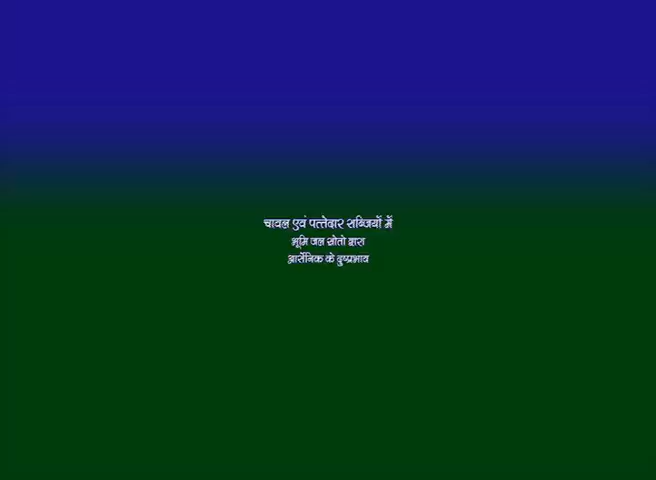 चावल एवं पत्तेदार सब्जियों में
भूमि जल स्रोतो द्वारा
आर्सेनिक के दुष्प्रभाव